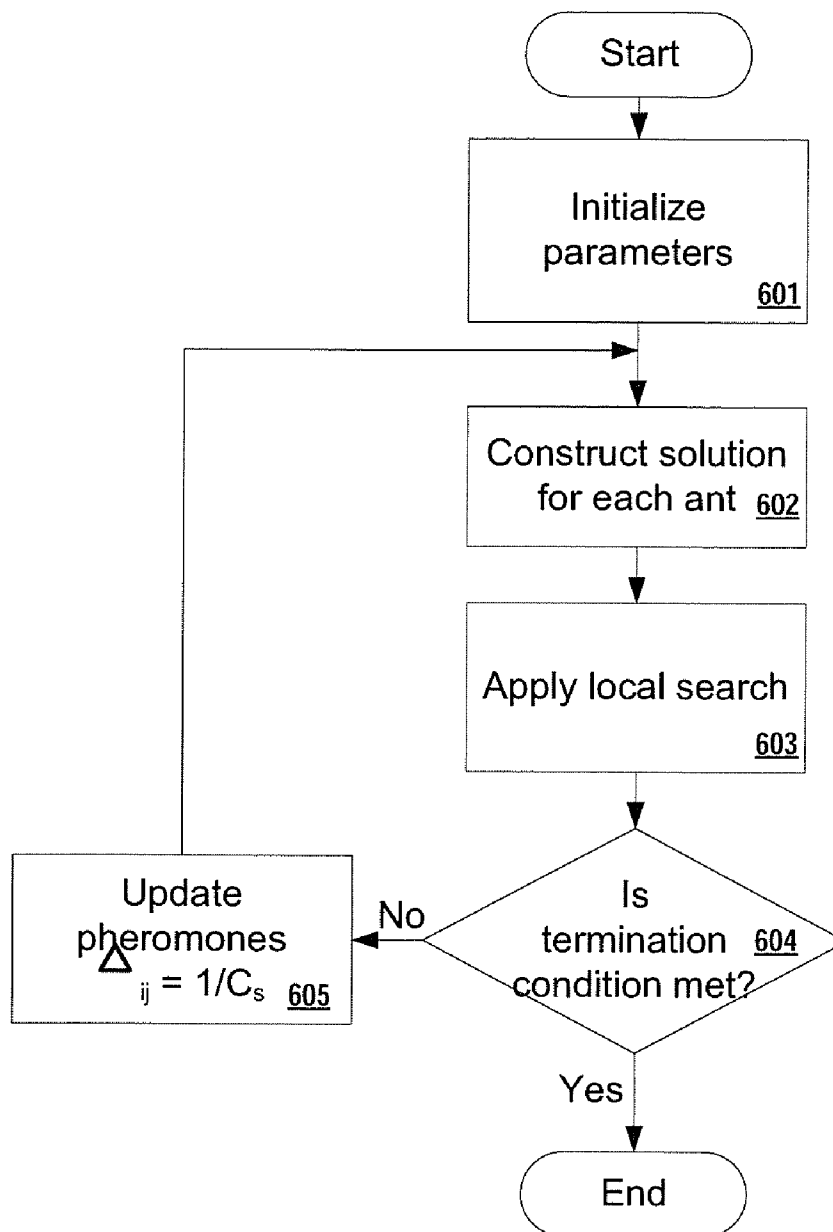 Start
Initialize
parameters
601
Construct solution
for each ant 602
Apply local search
603
Is
termination 604
condition met?
No
Update
pheromones
Δ ij = 1/Cs 605
Yes
End